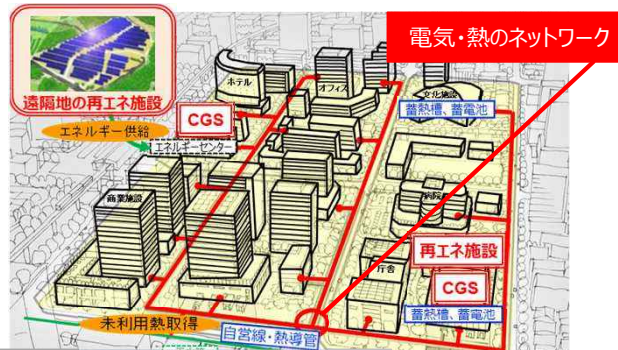 電気・熱のネットワーク
遠隔地の再エネ施設
ホテル
オフィス
文化施設
蓄熱槽、蓄電池
CGS
エネルギー供給
エネルギーセンター
商業施設
病院
再エネ施設
庁舎
CGS
蓄熱槽、蓄電池
未利用熱取得
自営線・熱導管